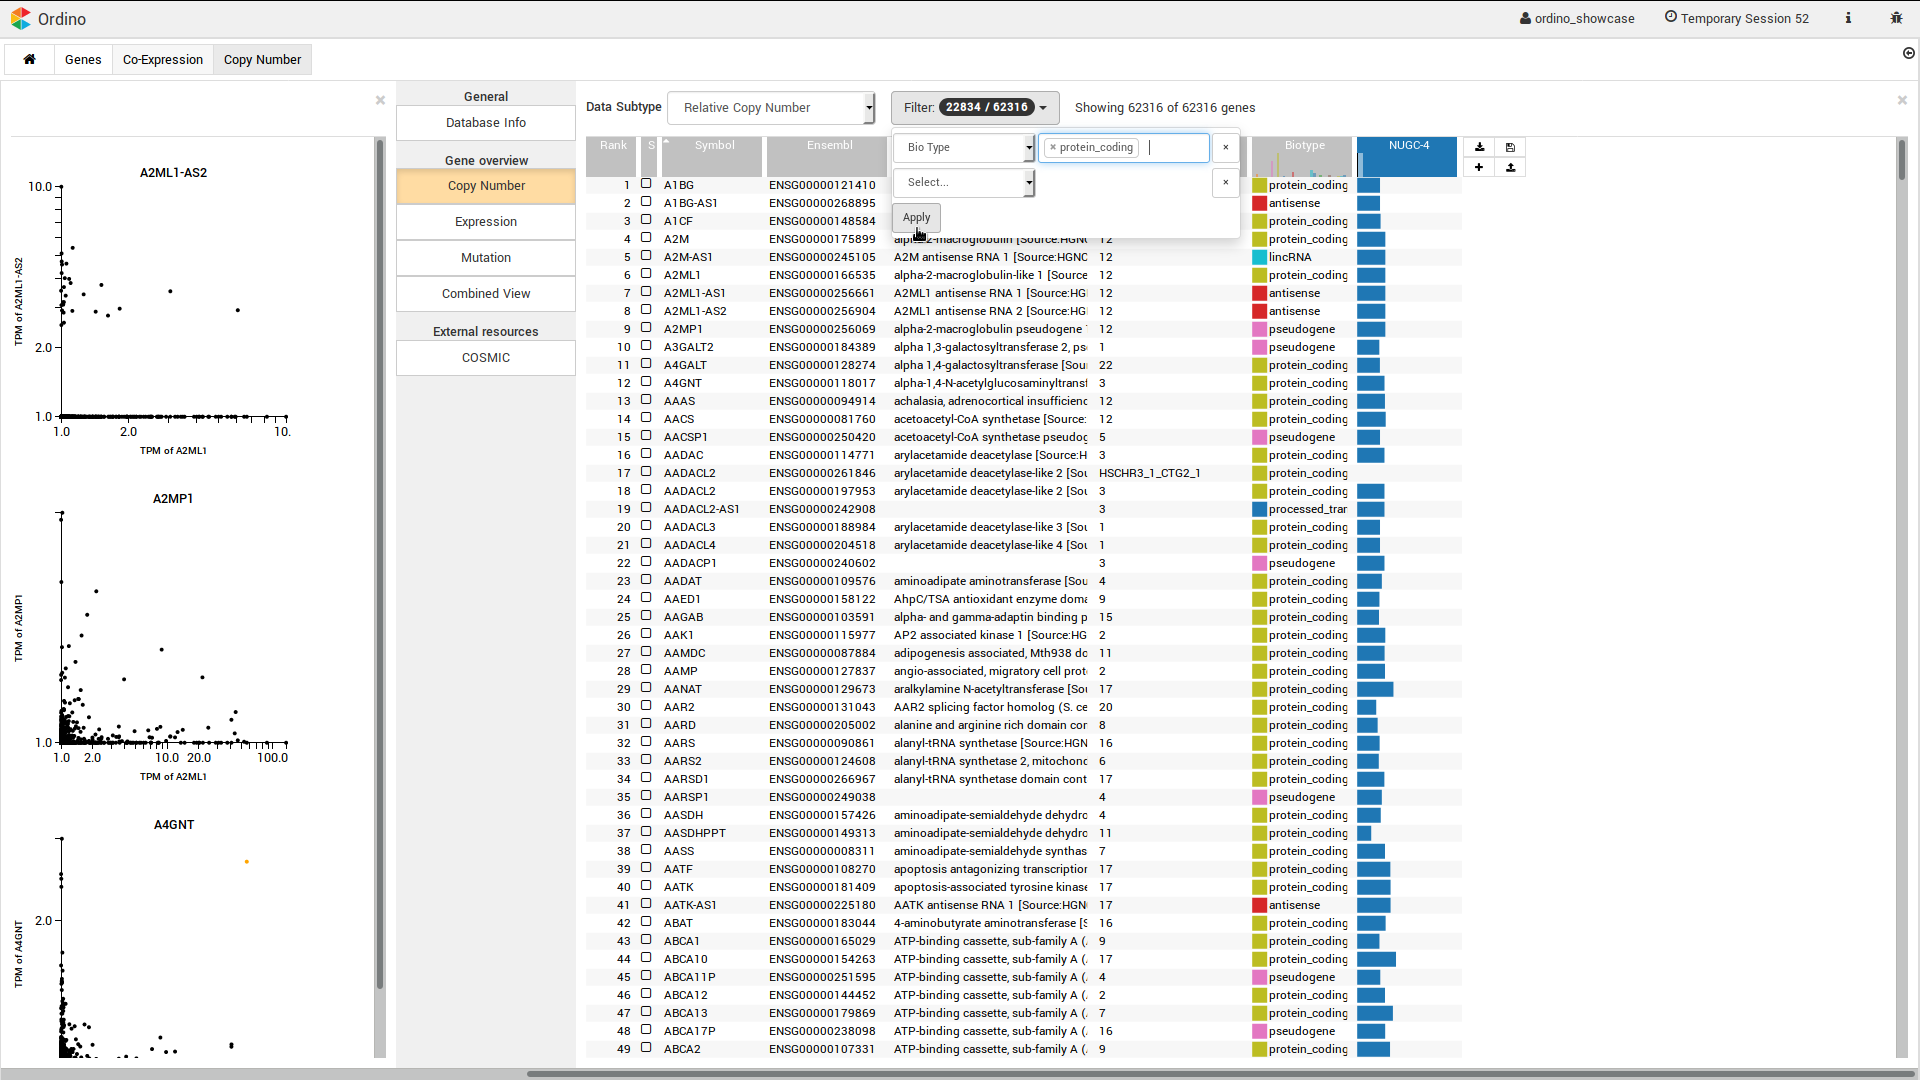 Ordino
ordino_showcase
Temporary Session 52
Genes
Co-Expression
Copy Number
A2ML1-AS2
10.0
2.0
1.0
1.0 2.0 10.
TPM of A2ML1-AS2
TPM of A2ML1
A2MP1
1.0
1.0 2.0 10.0 20.0 100.0
TPM of A2MP1
TPM of A2ML1
A4GNT
2.0
TPM of A4GNT
General
Database Info
Gene overview
Copy Number
Expression
Mutation
Combined View
External resources
COSMIC
Data Subtype Relative Copy Number Filter: 22834 / 62316 Showing 62316 of 62316 genes
Bio Type × protein_coding ×
Select... ×
Apply
Rank S Symbol Ensembl Biotype NUGC-4
1 A1BG ENSG00000121410 protein_coding
2 A1BG-AS1 ENSG00000268895 antisense
3 A1CF ENSG00000148584 protein_coding
4 A2M ENSG00000175899 alpha-2-macroglobulin [Source:HGNC 12 protein_coding
5 A2M-AS1 ENSG00000245105 A2M antisense RNA 1 [Source:HGNC 12 lincRNA
6 A2ML1 ENSG00000166535 alpha-2-macroglobulin-like 1 [Source 12 protein_coding
7 A2ML1-AS1 ENSG00000256661 A2ML1 antisense RNA 1 [Source:HGI 12 antisense
8 A2ML1-AS2 ENSG00000256904 A2ML1 antisense RNA 2 [Source:HGI 12 antisense
9 A2MP1 ENSG00000256069 alpha-2-macroglobulin pseudogene 12 pseudogene
10 A3GALT2 ENSG00000184389 alpha 1,3-galactosyltransferase 2, ps 1 pseudogene
11 A4GALT ENSG00000128274 alpha 1,4-galactosyltransferase [Sour 22 protein_coding
12 A4GNT ENSG00000118017 alpha-1,4-N-acetylglucosaminyltransf 3 protein_coding
13 AAAS ENSG00000094914 achalasia, adrenocortical insufficienc 12 protein_coding
14 AACS ENSG00000081760 acetoacetyl-CoA synthetase [Source: 12 protein_coding
15 AACSP1 ENSG00000250420 acetoacetyl-CoA synthetase pseudog 5 pseudogene
16 AADAC ENSG00000114771 arylacetamide deacetylase [Source:H 3 protein_coding
17 AADACL2 ENSG00000261846 arylacetamide deacetylase-like 2 [Sou HSCHR3_1_CTG2_1 protein_coding
18 AADACL2 ENSG00000197953 arylacetamide deacetylase-like 2 [Sou 3 protein_coding
19 AADACL2-AS1 ENSG00000242908 3 processed_trar
20 AADACL3 ENSG00000188984 arylacetamide deacetylase-like 3 [Sou 1 protein_coding
21 AADACL4 ENSG00000204518 arylacetamide deacetylase-like 4 [Sou 1 protein_coding
22 AADACP1 ENSG00000240602 3 pseudogene
23 AADAT ENSG00000109576 aminoadipate aminotransferase [Sou 4 protein_coding
24 AAED1 ENSG00000158122 AhpC/TSA antioxidant enzyme doma 9 protein_coding
25 AAGAB ENSG00000103591 alpha- and gamma-adaptin binding p 15 protein_coding
26 AAK1 ENSG00000115977 AP2 associated kinase 1 [Source:HG 2 protein_coding
27 AAMDC ENSG00000087884 adipogenesis associated, Mth938 do 11 protein_coding
28 AAMP ENSG00000127837 angio-associated, migratory cell prote 2 protein_coding
29 AANAT ENSG00000129673 aralkylamine N-acetyltransferase [Sou 17 protein_coding
30 AAR2 ENSG00000131043 AAR2 splicing factor homolog (S. ce 20 protein_coding
31 AARD ENSG00000205002 alanine and arginine rich domain cor 8 protein_coding
32 AARS ENSG00000090861 alanyl-tRNA synthetase [Source:HGN 16 protein_coding
33 AARS2 ENSG00000124608 alanyl-tRNA synthetase 2, mitochond 6 protein_coding
34 AARSD1 ENSG00000266967 alanyl-tRNA synthetase domain cont 17 protein_coding
35 AARSP1 ENSG00000249038 4 pseudogene
36 AASDH ENSG00000157426 aminoadipate-semialdehyde dehydro 4 protein_coding
37 AASDHPPT ENSG00000149313 aminoadipate-semialdehyde dehydro 11 protein_coding
38 AASS ENSG00000008311 aminoadipate-semialdehyde synthas 7 protein_coding
39 AATF ENSG00000108270 apoptosis antagonizing transcription 17 protein_coding
40 AATK ENSG00000181409 apoptosis-associated tyrosine kinase 17 protein_coding
41 AATK-AS1 ENSG00000225180 AATK antisense RNA 1 [Source:HGN 17 antisense
42 ABAT ENSG00000183044 4-aminobutyrate aminotransferase [S 16 protein_coding
43 ABCA1 ENSG00000165029 ATP-binding cassette, sub-family A (. 9 protein_coding
44 ABCA10 ENSG00000154263 ATP-binding cassette, sub-family A (. 17 protein_coding
45 ABCA11P ENSG00000251595 ATP-binding cassette, sub-family A (. 4 pseudogene
46 ABCA12 ENSG00000144452 ATP-binding cassette, sub-family A (. 2 protein_coding
47 ABCA13 ENSG00000179869 ATP-binding cassette, sub-family A (. 7 protein_coding
48 ABCA17P ENSG00000238098 ATP-binding cassette, sub-family A (. 16 pseudogene
49 ABCA2 ENSG00000107331 ATP-binding cassette, sub-family A (. 9 protein_coding